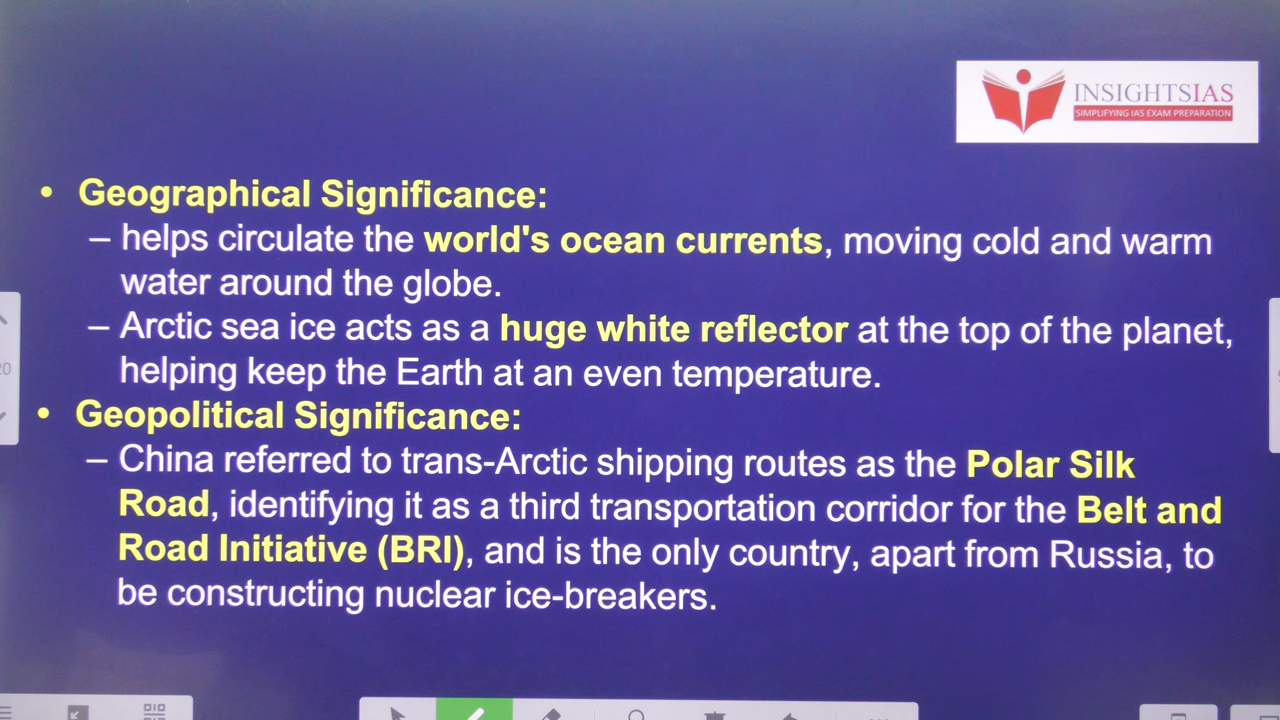 INSIGHTSIAS
SIMPLIFYING IAS EXAM PREPARATION
• Geographical Significance:
– helps circulate the world's ocean currents, moving cold and warm
water around the globe.
– Arctic sea ice acts as a huge white reflector at the top of the planet,
helping keep the Earth at an even temperature.
• Geopolitical Significance:
– China referred to trans-Arctic shipping routes as the Polar Silk
Road, identifying it as a third transportation corridor for the Belt and
Road Initiative (BRI), and is the only country, apart from Russia, to
be constructing nuclear ice-breakers.